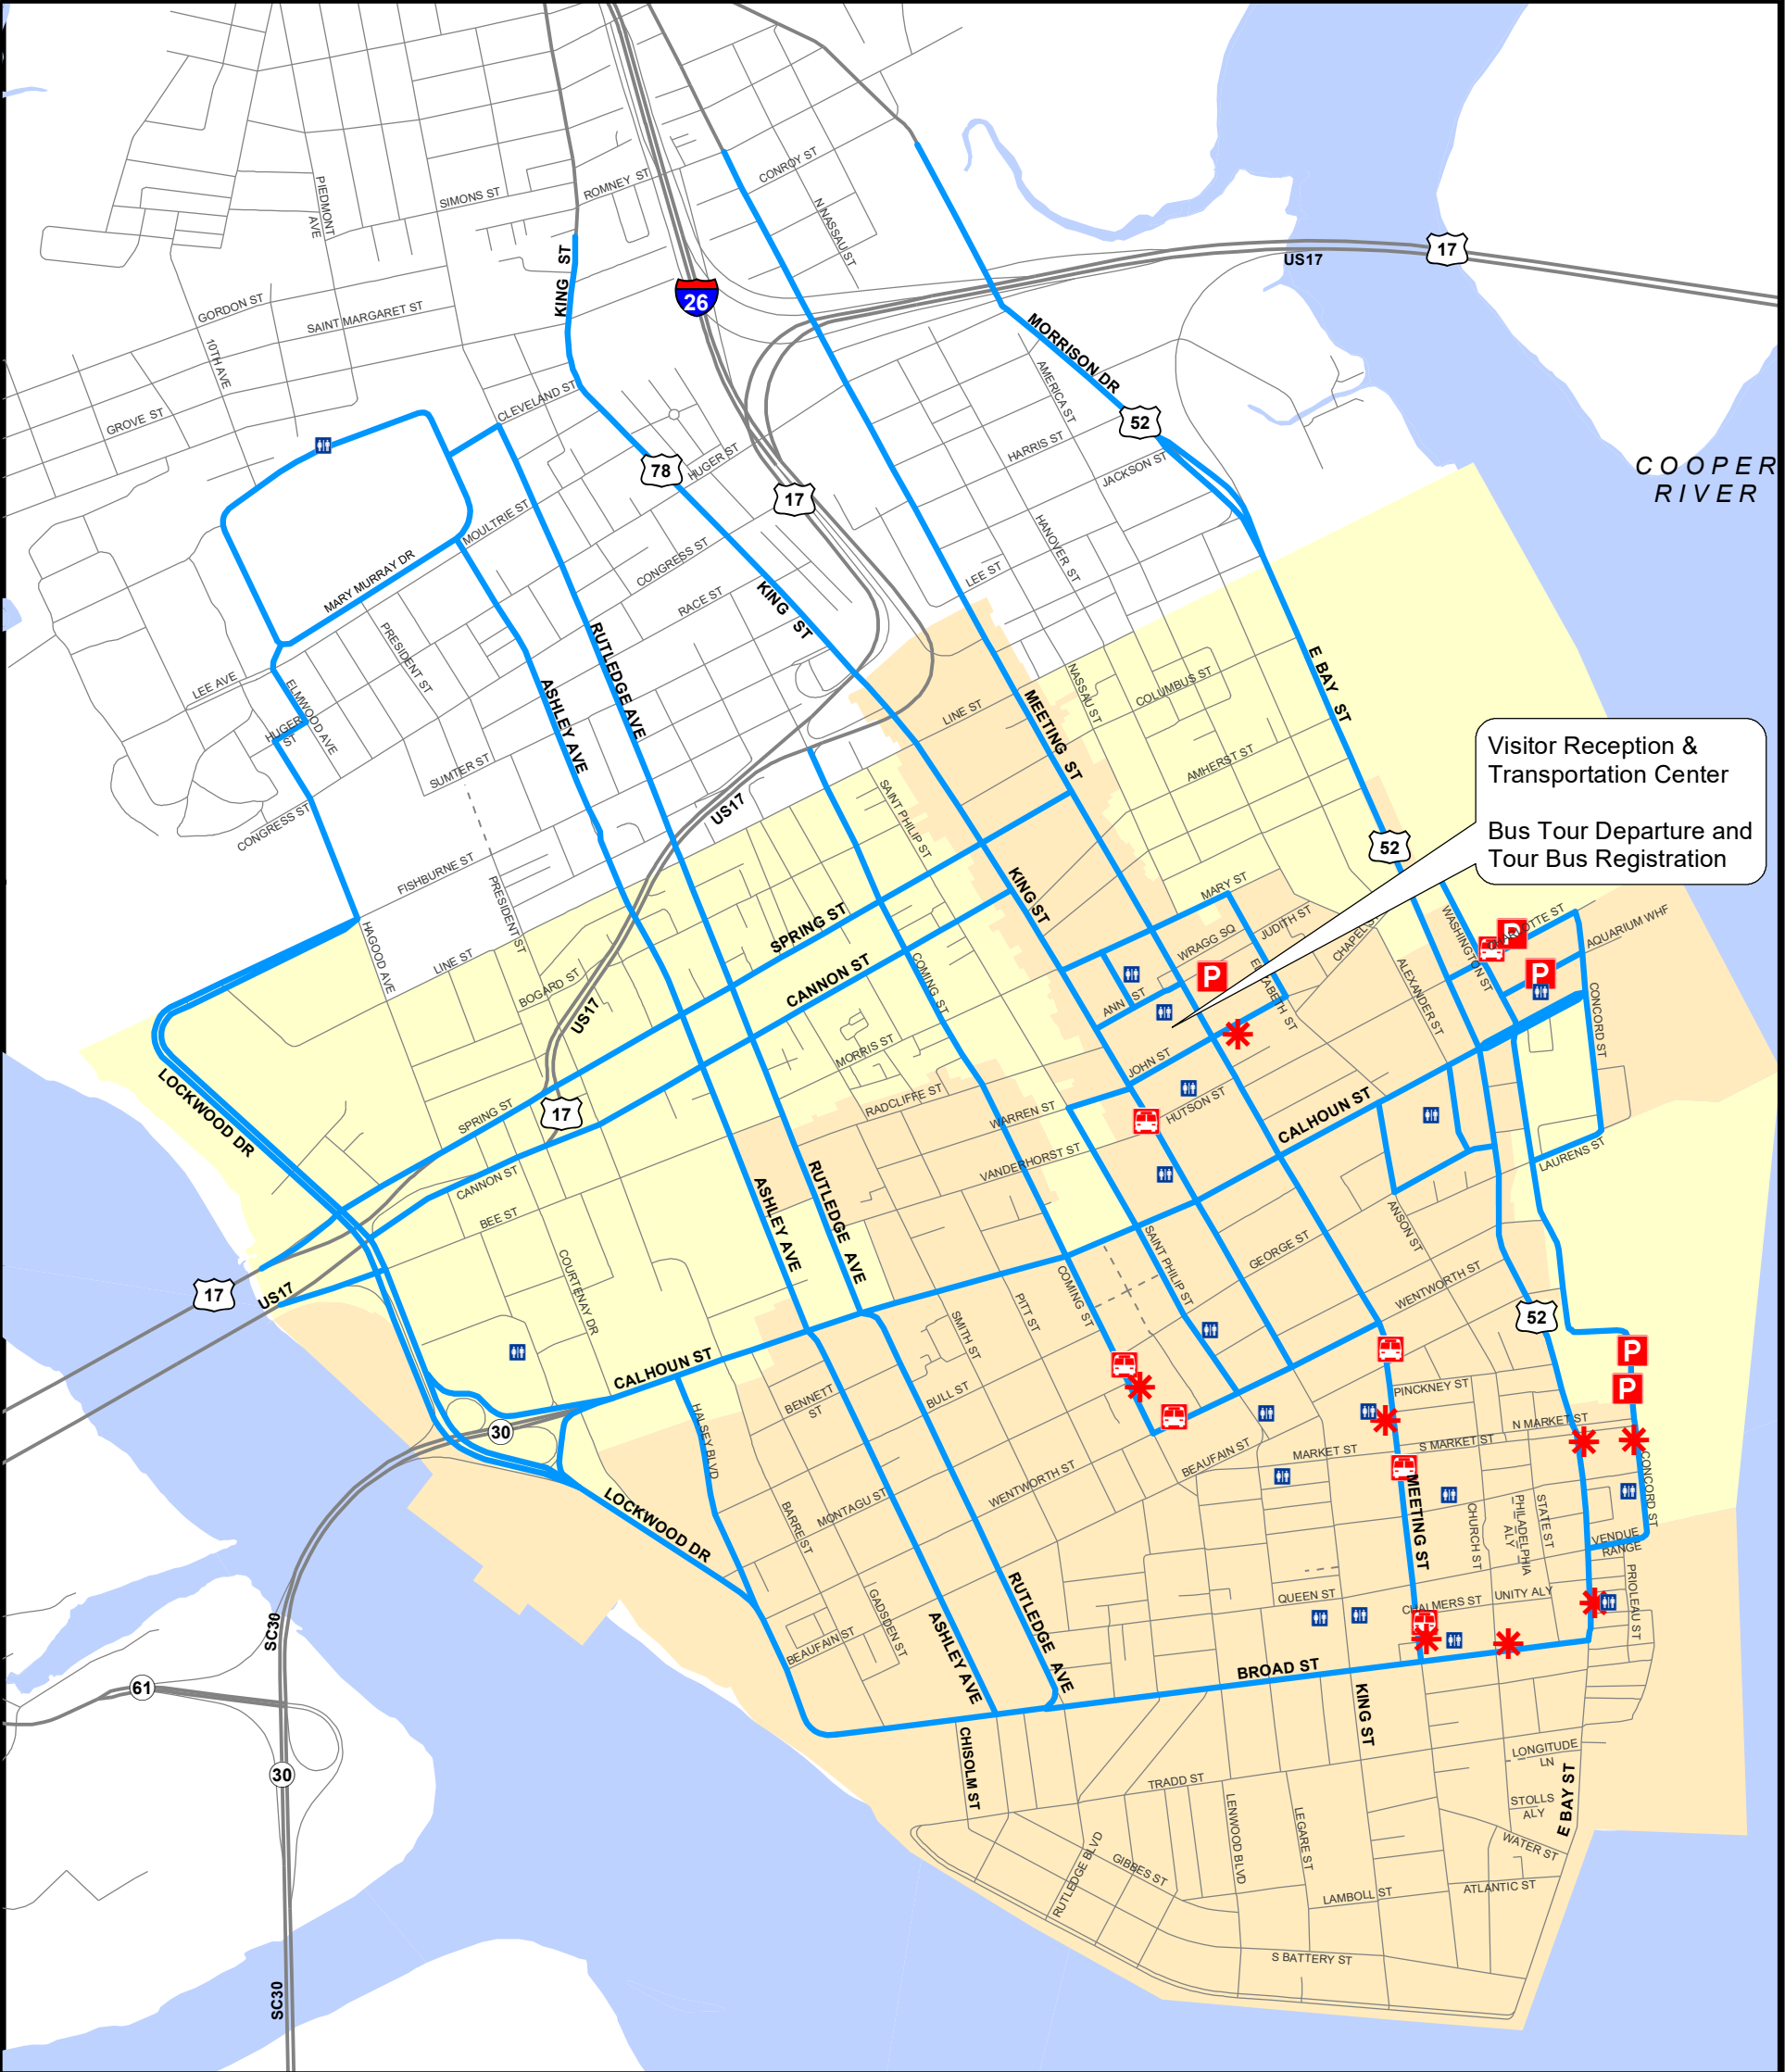 CONROY ST
PIEDMONT
AVE
SIMONS ST
ROMNEY ST
N NASSAU ST
KING ST
US17
17
26
GORDON ST
SAINT MARGARET ST
10TH AVE
MORRISON DR
AMERICA ST
GROVE ST
CLEVELAND ST
52
HARRIS ST
JACKSON ST
78
HUGER ST
17
COOPER
RIVER
MOULTRIE ST
CONGRESS ST
HANOVER ST
MARY MURRAY DR
LEE ST
RACE ST
KING ST
PRESIDENT ST
RUTLEDGE AVE
LEE AVE
ELMWOOD AVE
HUGER
ST
ASHLEY AVE
NASSAU ST
COLUMBUS ST
E BAY ST
LINE ST
MEETING ST
AMHERST ST
SUMTER ST
US17
SAINT PHILIP ST
CONGRESS ST
Visitor Reception &
Transportation Center
Bus Tour Departure and
Tour Bus Registration
52
FISHBURNE ST
PRESIDENT ST
KING ST
MARY ST
HAGOOD AVE
SPRING ST
WRAGG SQ
JUDITH ST
CHAPEL ST
WASHINGTON ST
CHARLOTTE ST
AQUARIUM WHF
P
P
P
LINE ST
BOGARD ST
CANNON ST
COMING ST
ANN ST
ELIZABETH ST
ALEXANDER ST
CONCORD ST
US17
MORRIS ST
JOHN ST
LOCKWOOD DR
17
SPRING ST
RADCLIFFE ST
WARREN ST
HUTSON ST
CALHOUN ST
VANDERHORST ST
LAURENS ST
CANNON ST
BEE ST
ASHLEY AVE
RUTLEDGE AVE
ANSON ST
SAINT PHILIP ST
GEORGE ST
COURTENAY DR
COMING ST
WENTWORTH ST
17
US17
PITT ST
SMITH ST
52
P
P
CALHOUN ST
BENNETT
ST
BULL ST
PINCKNEY ST
HALSEY BLVD
N MARKET ST
S MARKET ST
MARKET ST
30
BEAUFAIN ST
WENTWORTH ST
MONTAGU ST
BARRE ST
LOCKWOOD DR
MEETING ST
CHURCH ST
PHILADELPHIA
ALY
STATE ST
CONCORD ST
VENDUE
RANGE
QUEEN ST
CHALMERS ST
UNITY ALY
PRIOLEAU ST
RUTLEDGE AVE
GADSDEN ST
ASHLEY AVE
BEAUFAIN ST
SC30
61
BROAD ST
KING ST
CHISOLM ST
30
LONGITUDE
LN
TRADD ST
E BAY ST
STOLLS
ALY
LENWOOD BLVD
LEGARE ST
WATER ST
RUTLEDGE BLVD
GIBBES ST
LAMBOLL ST
ATLANTIC ST
S BATTERY ST
SC30